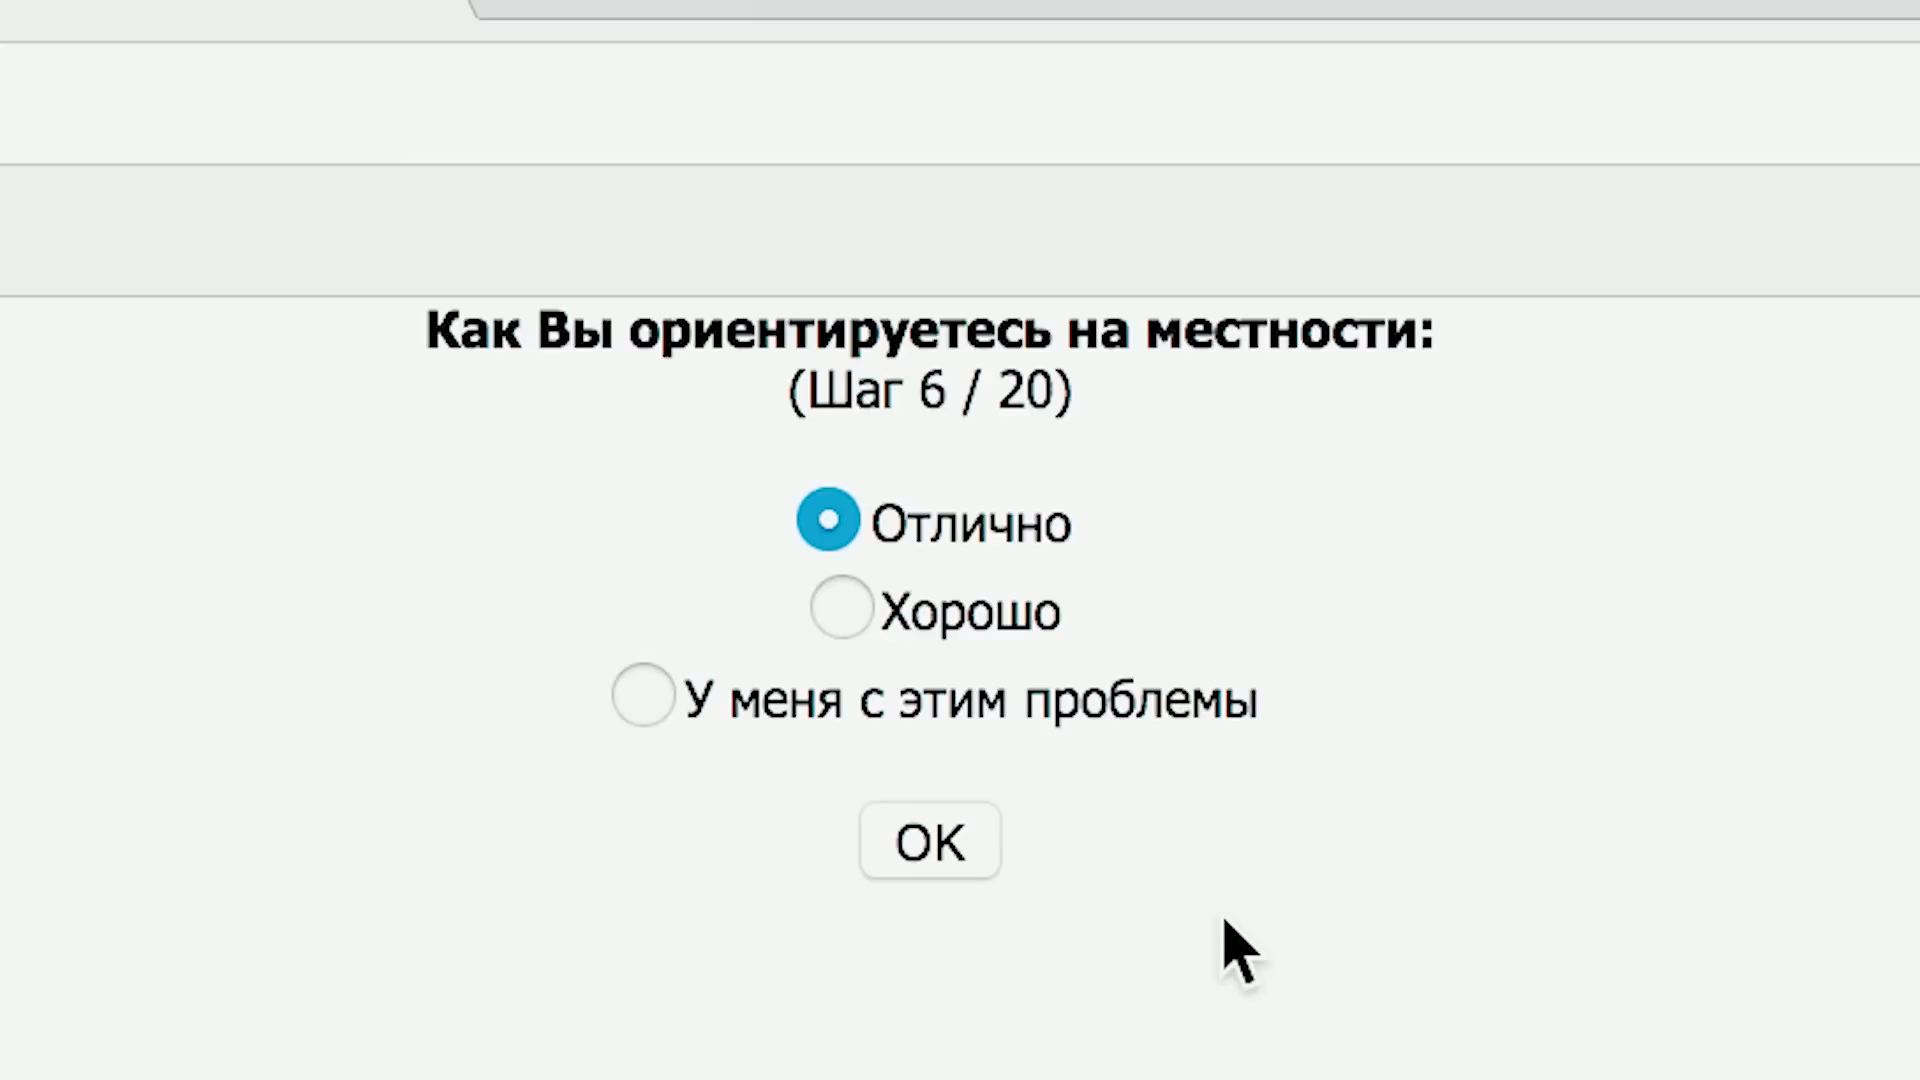 Как Вы ориентируетесь на местности:
(Шаг 6 / 20)
Отлично
Хорошо
У меня с этим проблемы
OK